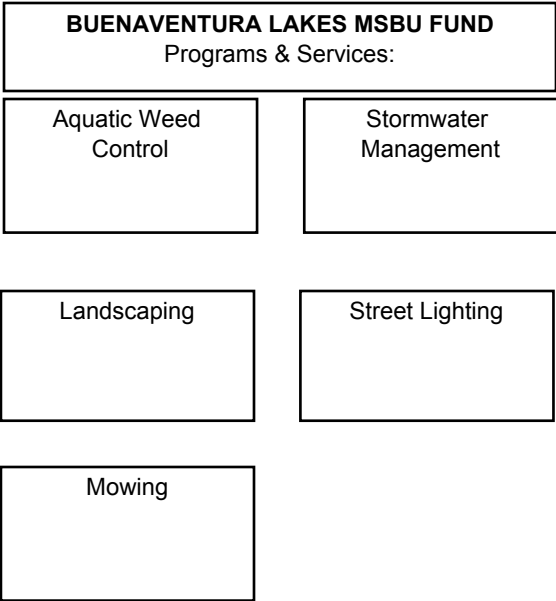 BUENAVENTURA LAKES MSBU FUND
Programs & Services:
Aquatic Weed
Control
Stormwater
Management
Landscaping
Street Lighting
Mowing